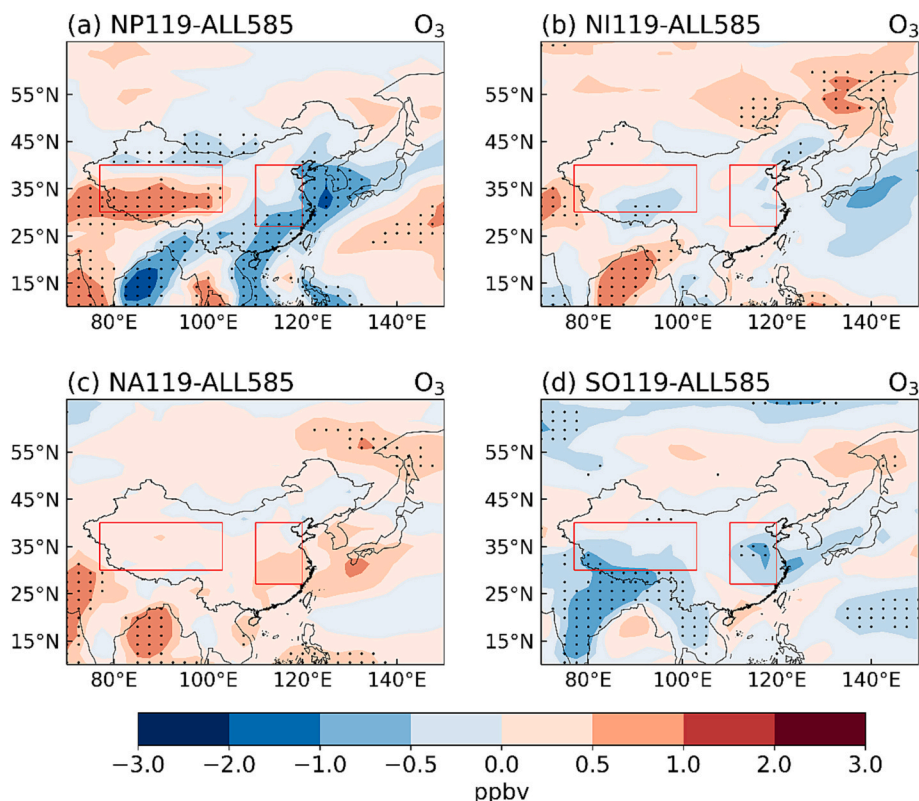 (a) NP119-ALL585 O₃
(b) NI119-ALL585 O₃
55°N
45°N
35°N
25°N
15°N
80°E 100°E 120°E 140°E
55°N
45°N
35°N
25°N
15°N
80°E 100°E 120°E 140°E
(c) NA119-ALL585 O₃
(d) SO119-ALL585 O₃
55°N
45°N
35°N
25°N
15°N
80°E 100°E 120°E 140°E
55°N
45°N
35°N
25°N
15°N
80°E 100°E 120°E 140°E
−3.0 −2.0 −1.0 −0.5 0.0 0.5 1.0 2.0 3.0
ppbv